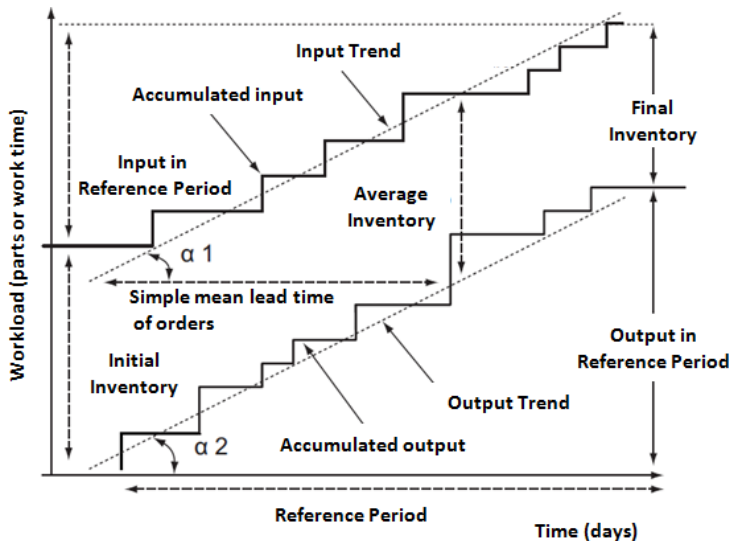 Input Trend
Accumulated input
Final
Inventory
Input in
Reference Period
Average
Inventory
α 1
Simple mean lead time
of orders
Workload (parts or work time)
Initial
Inventory
Output in
Reference Period
Output Trend
α 2
Accumulated output
Reference Period
Time (days)